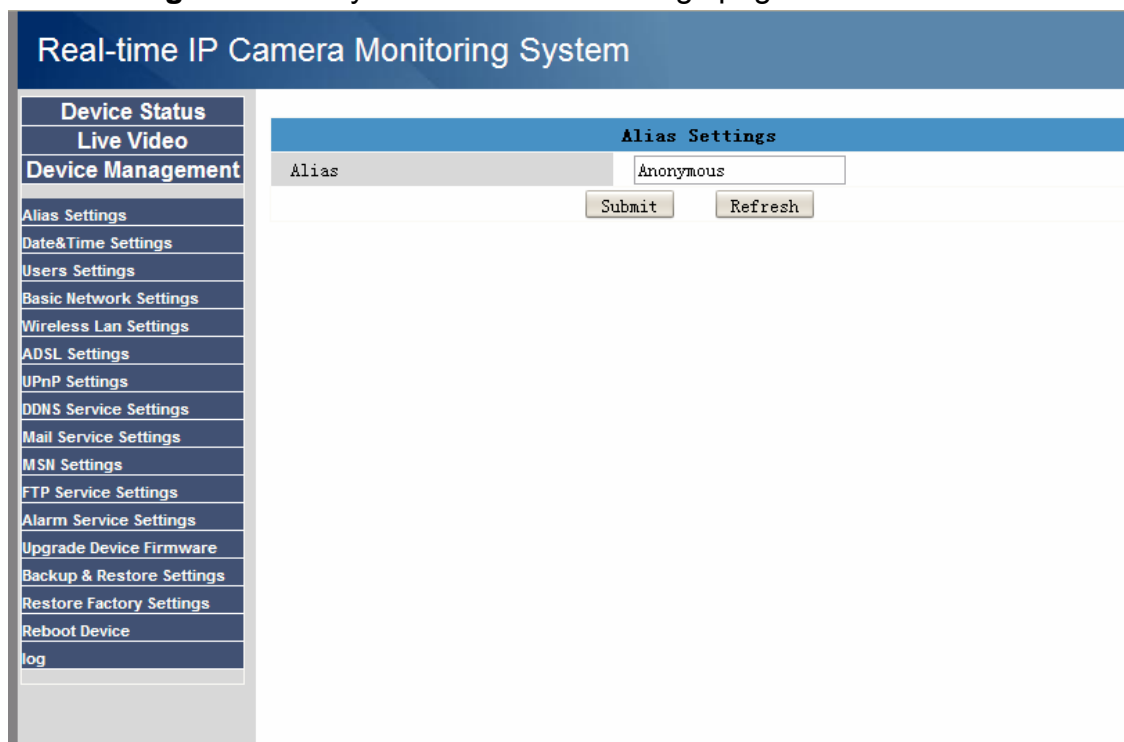 Real-time IP Camera Monitoring System
Device Status
Live Video
Device Management
Alias Settings
Date&Time Settings
Users Settings
Basic Network Settings
Wireless Lan Settings
ADSL Settings
UPnP Settings
DDNS Service Settings
Mail Service Settings
MSN Settings
FTP Service Settings
Alarm Service Settings
Upgrade Device Firmware
Backup & Restore Settings
Restore Factory Settings
Reboot Device
log
Alias Settings
Alias Anonymous
Submit Refresh